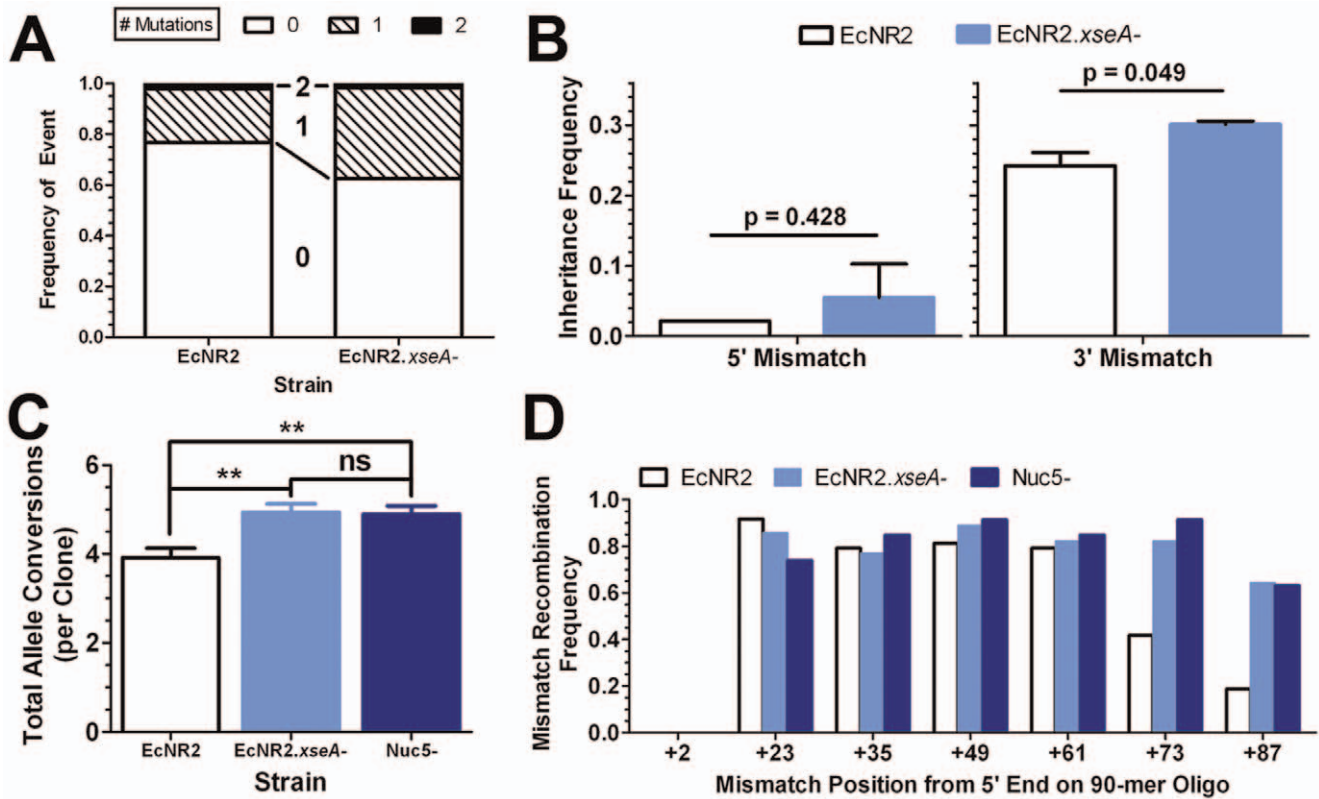 A
# Mutations 0 1 2
Frequency of Event
1.0
0.8
0.6
0.4
0.2
0.0
2
1
0
EcNR2 EcNR2.xseA-
Strain
B
EcNR2 EcNR2.xseA-
Inheritance Frequency
0.3
0.2
0.1
0.0
p = 0.428
p = 0.049
5' Mismatch
3' Mismatch
C
Total Allele Conversions
(per Clone)
6
4
2
0
**
**
ns
EcNR2 EcNR2.xseA- Nuc5-
Strain
D
EcNR2 EcNR2.xseA- Nuc5-
Mismatch Recombination
Frequency
1.0
0.8
0.6
0.4
0.2
0.0
+2 +23 +35 +49 +61 +73 +87
Mismatch Position from 5' End on 90-mer Oligo